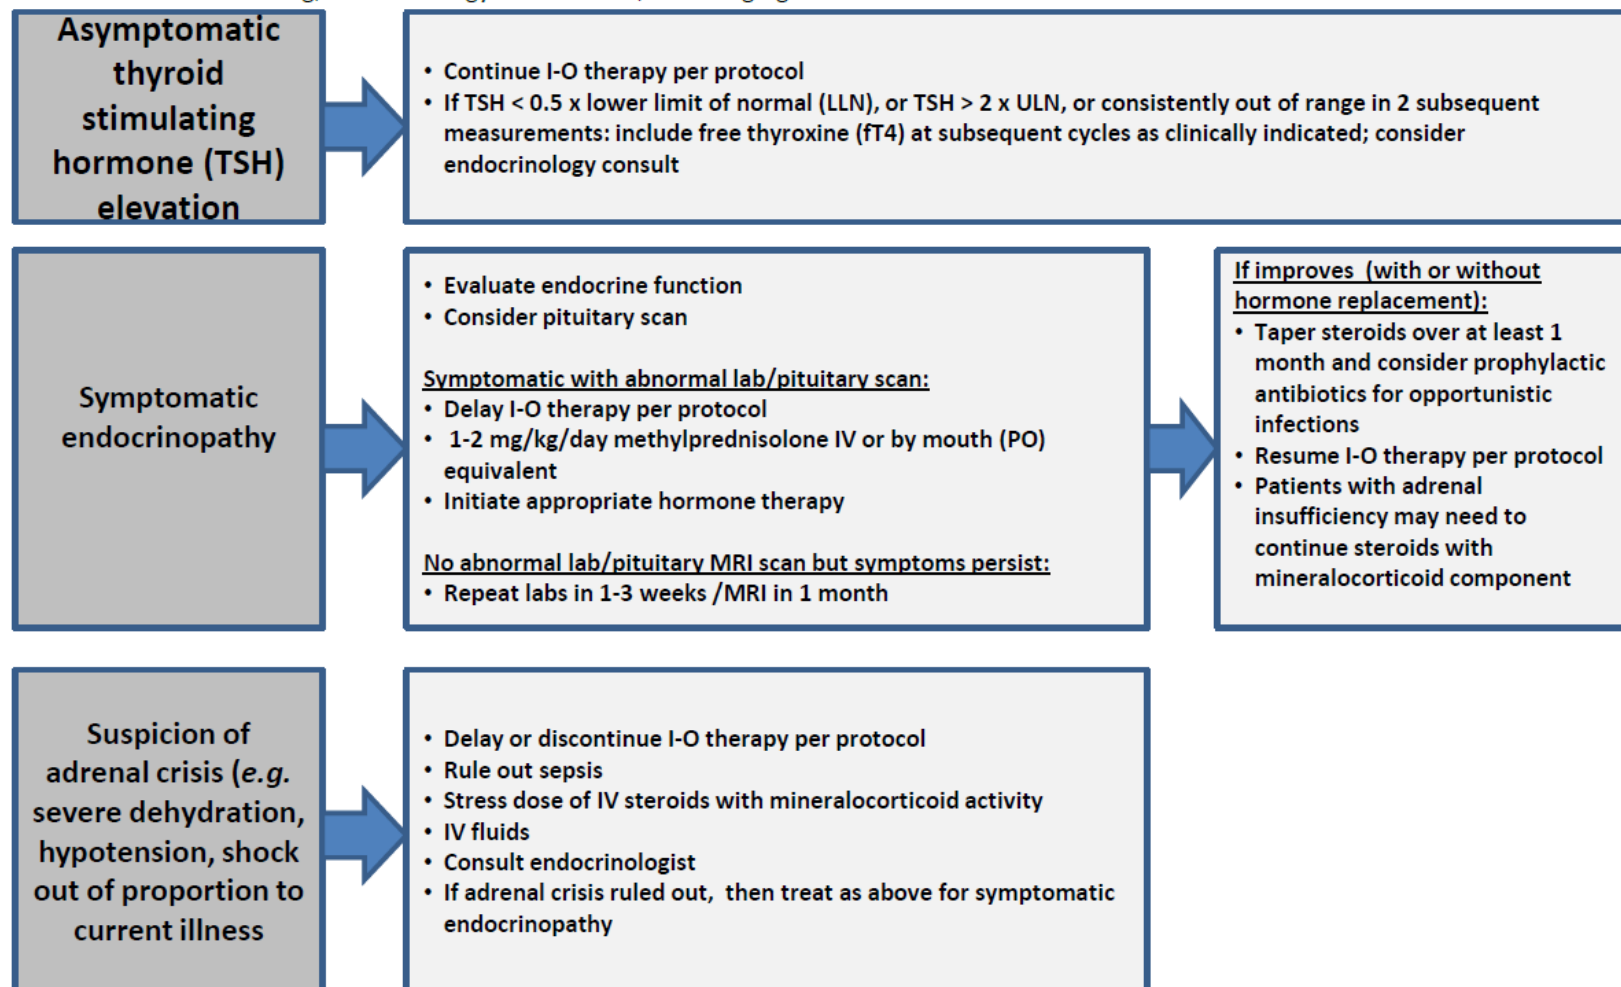 Asymptomatic
thyroid
stimulating
hormone (TSH)
elevation
• Continue I-O therapy per protocol
• If TSH < 0.5 x lower limit of normal (LLN), or TSH > 2 x ULN, or consistently out of range in 2 subsequent
measurements: include free thyroxine (fT4) at subsequent cycles as clinically indicated; consider
endocrinology consult
Symptomatic
endocrinopathy
• Evaluate endocrine function
• Consider pituitary scan
Symptomatic with abnormal lab/pituitary scan:
• Delay I-O therapy per protocol
• 1-2 mg/kg/day methylprednisolone IV or by mouth (PO)
equivalent
• Initiate appropriate hormone therapy
No abnormal lab/pituitary MRI scan but symptoms persist:
• Repeat labs in 1-3 weeks /MRI in 1 month
If improves (with or without
hormone replacement):
• Taper steroids over at least 1
month and consider prophylactic
antibiotics for opportunistic
infections
• Resume I-O therapy per protocol
• Patients with adrenal
insufficiency may need to
continue steroids with
mineralocorticoid component
Suspicion of
adrenal crisis (e.g.
severe dehydration,
hypotension, shock
out of proportion to
current illness
• Delay or discontinue I-O therapy per protocol
• Rule out sepsis
• Stress dose of IV steroids with mineralocorticoid activity
• IV fluids
• Consult endocrinologist
• If adrenal crisis ruled out, then treat as above for symptomatic
endocrinopathy